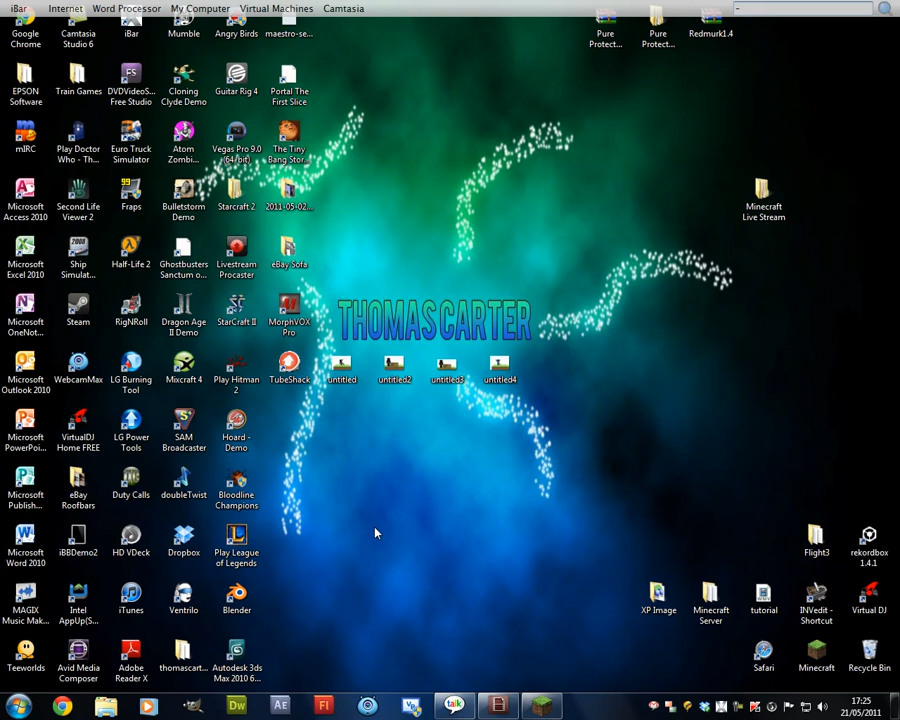 iBar Internet Word Processor My Computer Virtual Machines Camtasia
Google Chrome
Camtasia Studio 6
iBar
Mumble
Angry Birds
maestro-se...
Pure Protect...
Pure Protec...
Redmurk1.4
EPSON Software
Train Games
DVDVideoS... Free Studio
Cloning Clyde Demo
Guitar Rig 4
Portal The First Slice
mIRC
Play Doctor Who - Th...
Euro Truck Simulator
Atom Zombi...
Vegas Pro 9.0 (64-bit)
The Tiny Bang Stor...
Microsoft Access 2010
Second Life Viewer 2
99
Fraps
Bulletstorm Demo
Starcraft 2
2011-05-02...
Minecraft Live Stream
Microsoft Excel 2010
2008
Ship Simulat...
Half-Life 2
Ghostbusters Sanctum o...
Livestream Procaster
eBay Sofa
Microsoft OneNot...
Steam
RigNRoll
Dragon Age II Demo
StarCraft II
MorphVOX Pro
THOMAS CARTER
Microsoft Outlook 2010
WebcamMax
LG Burning Tool
Mixcraft 4
Play Hitman 2
TubeShack
untitled
untitled2
untitled3
untitled4
Microsoft PowerPoi...
VirtualDJ Home FREE
LG Power Tools
SAM Broadcaster
Hoard - Demo
Microsoft Publish...
eBay Roofbars
Duty Calls
doubleTwist
Bloodline Champions
Microsoft Word 2010
iBBDemo2
HD VDeck
Dropbox
Play League of Legends
Flight3
rekordbox 1.4.1
MAGIX Music Mak...
Intel AppUp(S...
iTunes
Ventrilo
Blender
XP Image
Minecraft Server
tutorial
INVedit - Shortcut
Virtual DJ
Teeworlds
Avid Media Composer
Adobe Reader X
thomascart...
Autodesk 3ds Max 2010 6...
Safari
Minecraft
Recycle Bin
Dw
Ae
Fl
talk
17:25
21/05/2011